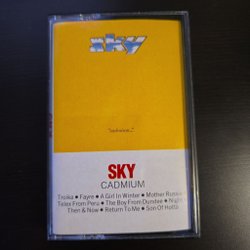 sky
"cadmium..."
SKY
CADMIUM
Troika • Fayre • A Girl In Winter • Mother Russia
Telex From Peru • The Boy From Dundee • Night
Then & Now • Return To Me • Son Of Hotta